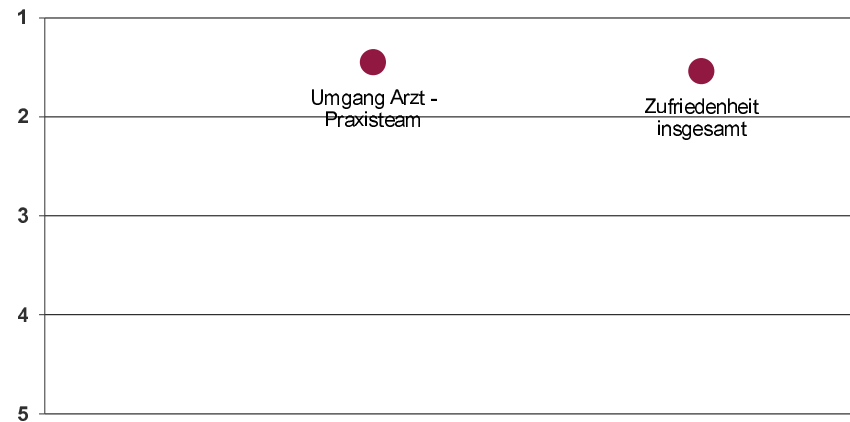 1
Umgang Arzt -
Praxisteam
Zufriedenheit
insgesamt
2
3
4
5